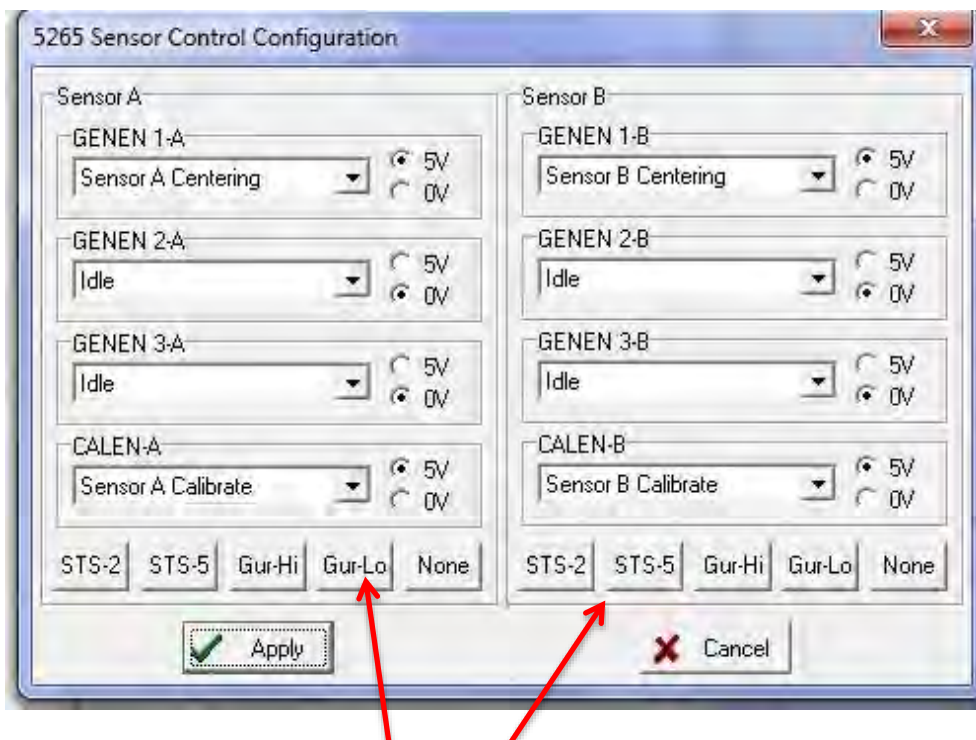 5265 Sensor Control Configuration
Sensor A
GENEN 1-A
Sensor A Centering
5V
0V
GENEN 2-A
Idle
5V
0V
GENEN 3-A
Idle
5V
0V
CALEN-A
Sensor A Calibrate
5V
0V
STS-2 STS-5 Gur-Hi Gur-Lo None
Sensor B
GENEN 1-B
Sensor B Centering
5V
0V
GENEN 2-B
Idle
5V
0V
GENEN 3-B
Idle
5V
0V
CALEN-B
Sensor B Calibrate
5V
0V
STS-2 STS-5 Gur-Hi Gur-Lo None
Apply
Cancel